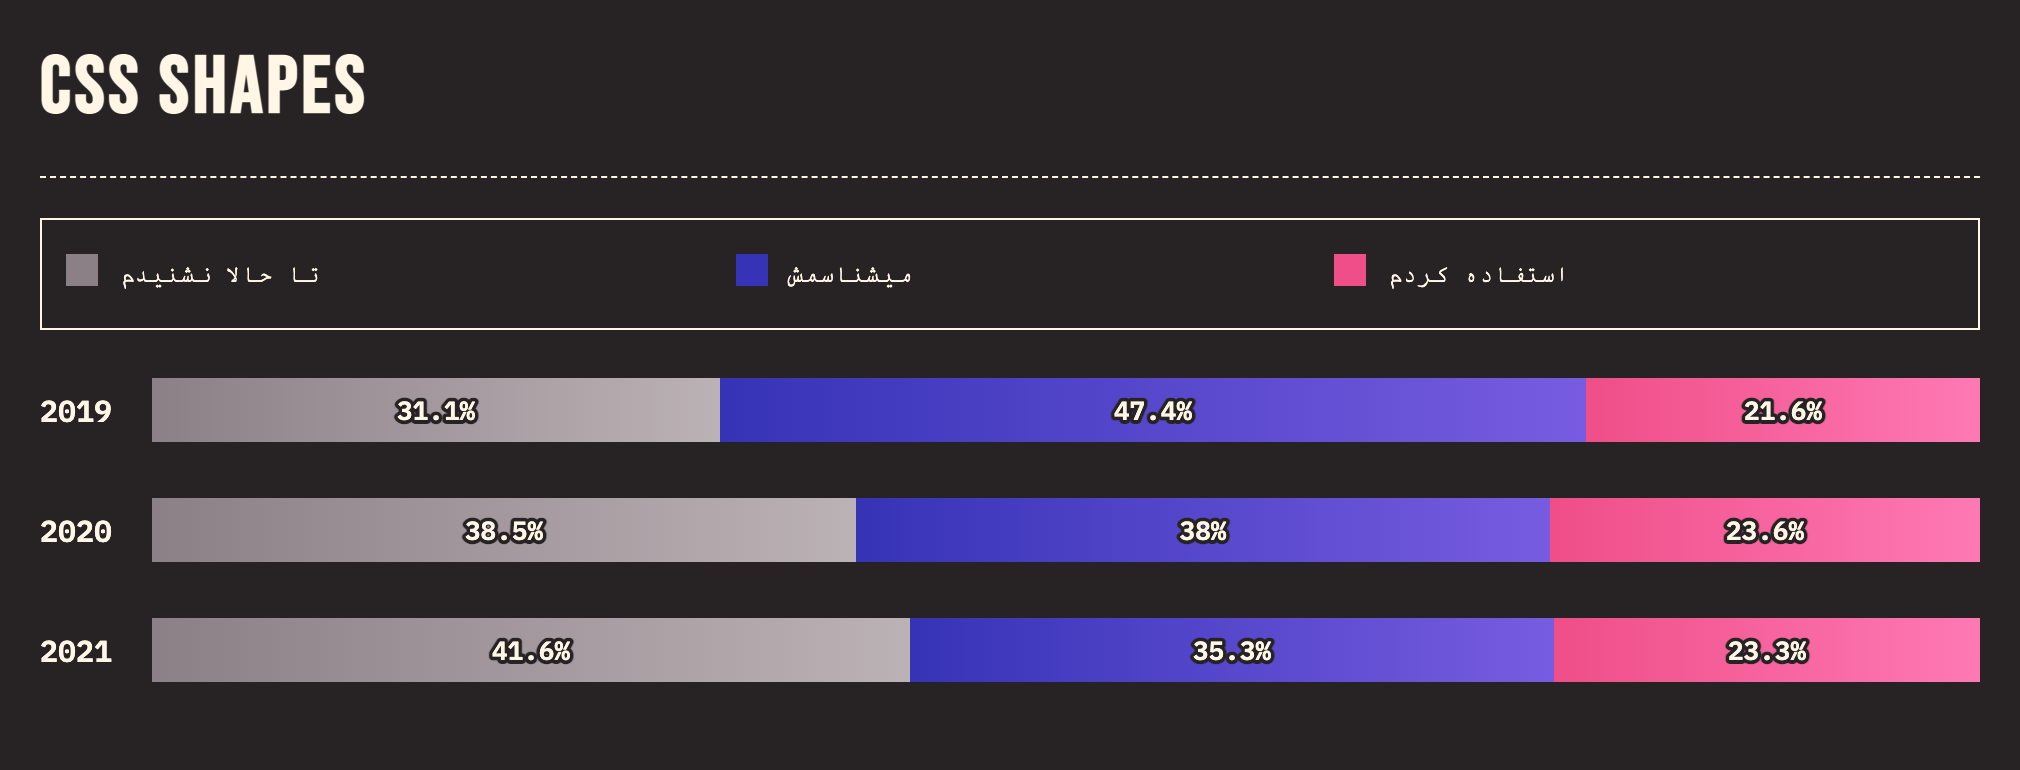 CSS SHAPES
تا حالا نشنیدم
میشناسمش
استفاده کردم
2019 31.1% 47.4% 21.6%
2020 38.5% 38% 23.6%
2021 41.6% 35.3% 23.3%